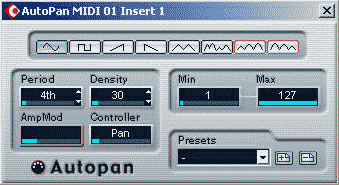 AutoPan MIDI 01 Insert 1
Period
Density
Min
Max
4th
30
1
127
AmpMod
Controller
Pan
Presets
-
Autopan